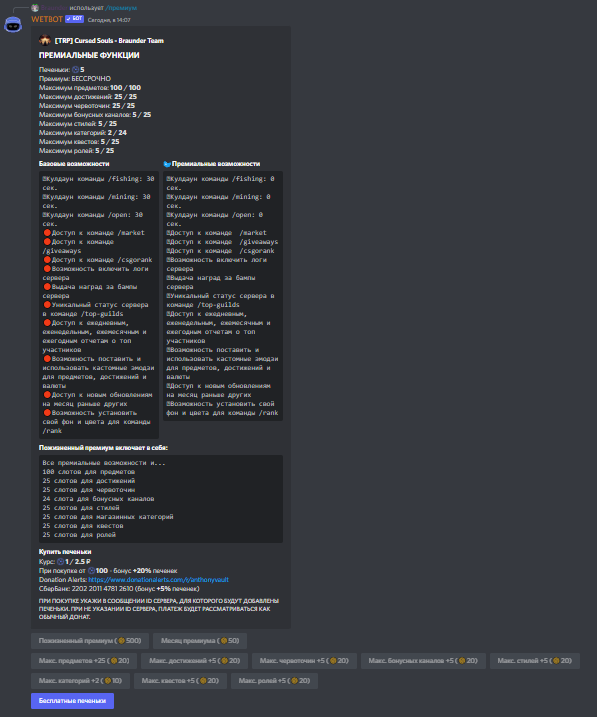 использует /премиум
WETBOT БОТ Сегодня, в 14:07
[TRP] Cursed Souls - Braunder Team
ПРЕМИАЛЬНЫЕ ФУНКЦИИ
Печеньки: 5
Премиум: БЕССРОЧНО
Максимум предметов: 100 / 100
Максимум достижений: 25 / 25
Максимум червоточин: 25 / 25
Максимум бонусных каналов: 5 / 25
Максимум стилей: 5 / 25
Максимум категорий: 2 / 24
Максимум квестов: 5 / 25
Максимум ролей: 5 / 25
Базовые возможности
Кулдаун команды /fishing: 30
сек.
Кулдаун команды /mining: 30
сек.
Кулдаун команды /open: 30
сек.
Доступ к команде /market
Доступ к команде
/giveaways
Доступ к команде /csgorank
Возможность включить логи
сервера
Выдача наград за бампы
сервера
Уникальный статус сервера
в команде /top-guilds
Доступ к ежедневным,
еженедельным, ежемесячным и
ежегодным отчетам о топ
участников
Возможность поставить и
использовать кастомные эмодзи
для предметов, достижений и
валюты
Доступ к новым обновлениям
на месяц раньше других
Возможность установить
свой фон и цвета для команды
/rank
Премиальные возможности
Кулдаун команды /fishing: 0
сек.
Кулдаун команды /mining: 0
сек.
Кулдаун команды /open: 0
сек.
Доступ к команде /market
Доступ к команде /giveaways
Доступ к команде /csgorank
Возможность включить логи
сервера
Выдача наград за бампы
сервера
Уникальный статус сервера в
команде /top-guilds
Доступ к ежедневным,
еженедельным, ежемесячным и
ежегодным отчетам о топ
участников
Возможность поставить и
использовать кастомные эмодзи
для предметов, достижений и
валюты
Доступ к новым обновлениям
на месяц раньше других
Возможность установить свой
фон и цвета для команды /rank
Пожизненный премиум включает в себя:
Все премиальные возможности и...
100 слотов для предметов
25 слотов для достижений
25 слотов для червоточин
24 слота для бонусных каналов
25 слотов для стилей
25 слотов для магазинных категорий
25 слотов для квестов
25 слотов для ролей
Купить печеньки
Курс: 1 / 2.5 ₽
При покупке от 100 - бонус +20% печенек
Donation Alerts: https://www.donationalerts.com/r/anthonyvault
СберБанк: 2202 2011 4781 2610 (бонус +5% печенек)
ПРИ ПОКУПКЕ УКАЖИ В СООБЩЕНИИ ID СЕРВЕРА, ДЛЯ КОТОРОГО БУДУТ ДОБАВЛЕНЫ
ПЕЧЕНЬКИ. ПРИ НЕ УКАЗАНИИ ID СЕРВЕРА, ПЛАТЕЖ БУДЕТ РАССМАТРИВАТЬСЯ КАК
ОБЫЧНЫЙ ДОНАТ.
Пожизненный премиум ( 500) Месяц премиума ( 50)
Макс. предметов +25 ( 20) Макс. достижений +5 ( 20) Макс. червоточин +5 ( 20) Макс. бонусных каналов +5 ( 20) Макс. стилей +5 ( 20)
Макс. категорий +2 ( 10) Макс. квестов +5 ( 20) Макс. ролей +5 ( 20)
Бесплатные печеньки